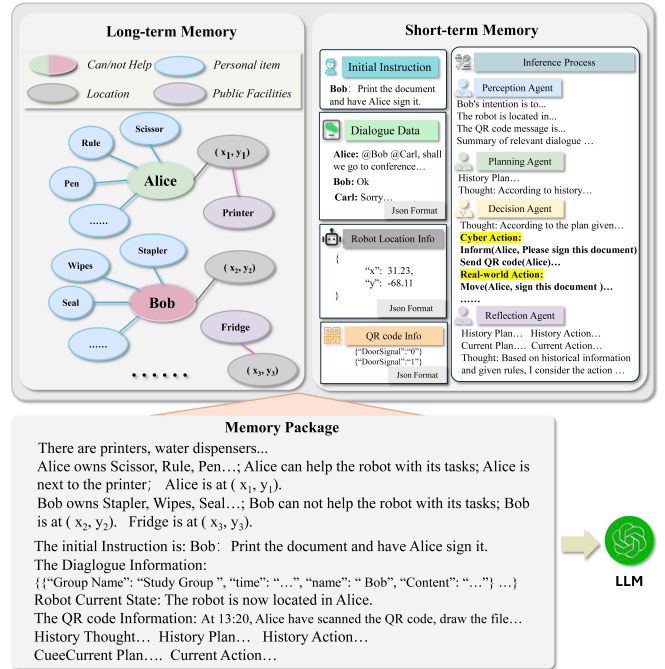 Long-term Memory
Can/not Help
Personal item
Location
Public Facilities
Scissor
Rule
( x1, y1)
Pen
Alice
Printer
......
Stapler
Wipes
( x2, y2)
Seal
Bob
Fridge
......
( x3, y3)
......
Short-term Memory
Initial Instruction
Bob: Print the document
and have Alice sign it.
Dialogue Data
Alice: @Bob @Carl, shall
we go to conference…
Bob: Ok
Carl: Sorry…
Json Format
Robot Location Info
{
“x”: 31.23,
“y”: -68.11
}
Json Format
QR code Info
{“DoorSignal”:“0”}
{“DoorSignal”:“1”}
Json Format
Inference Process
Perception Agent
Bob's intention is to...
The robot is located in...
The QR code message is...
Summary of relevant dialogue …
Planning Agent
History Plan…
Thought: According to history…
Decision Agent
Thought: According to the plan given…
Cyber Action:
Inform(Alice, Please sign this document)
Send QR code(Alice)…
Real-world Action:
Move(Alice, sign this document )…
……
Reflection Agent
History Plan… History Action…
Current Plan…. Current Action…
Thought: Based on historical information
and given rules, I consider the action …
Memory Package
There are printers, water dispensers...
Alice owns Scissor, Rule, Pen…; Alice can help the robot with its tasks; Alice is
next to the printer; Alice is at ( x1, y1).
Bob owns Stapler, Wipes, Seal…; Bob can not help the robot with its tasks; Bob
is at ( x2, y2). Fridge is at ( x3, y3).
The initial Instruction is: Bob: Print the document and have Alice sign it.
The Diaglogue Information:
{{“Group Name”: “Study Group ”, “time”: “…”, “name”: “ Bob”, “Content”: “…”} …}
Robot Current State: The robot is now located in Alice.
The QR code Information: At 13:20, Alice have scanned the QR code, draw the file…
History Thought… History Plan… History Action…
CueeCurrent Plan…. Current Action…
LLM